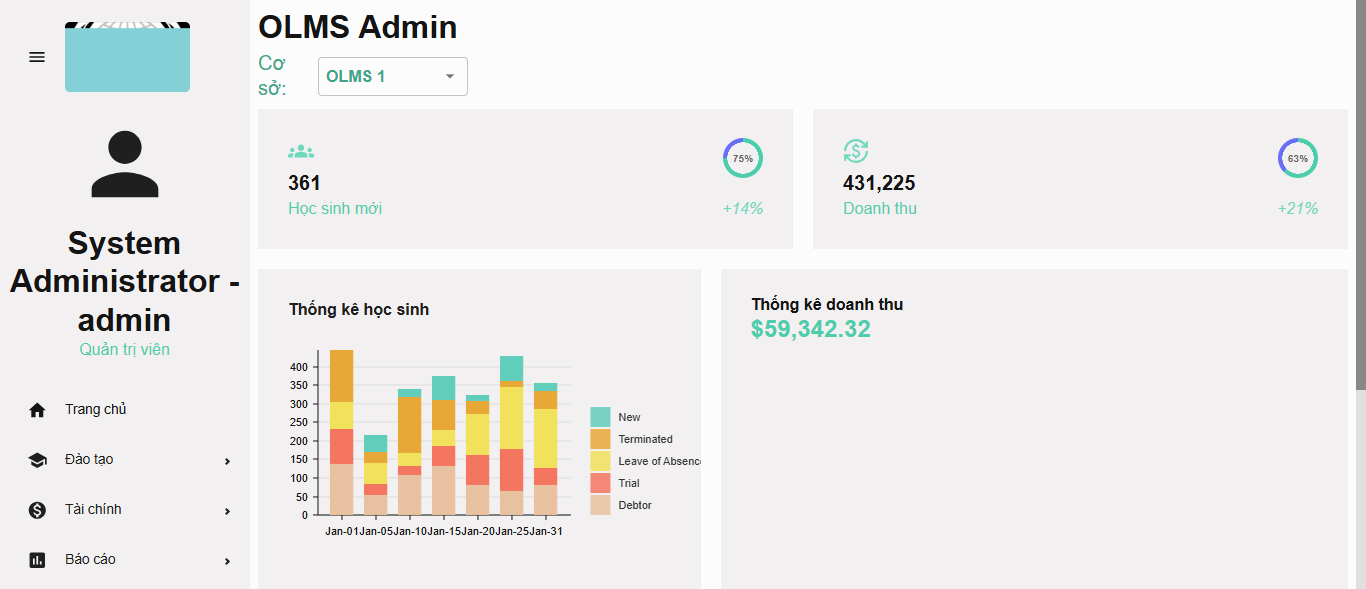 OLMS Admin
Cơ
sở:
OLMS 1
System
Administrator -
admin
Quản trị viên
Trang chủ
Đào tạo
Tài chính
Báo cáo
75%
361
Học sinh mới
+14%
63%
431,225
Doanh thu
+21%
Thống kê học sinh
400
350
300
250
200
150
100
50
0
Jan-01 Jan-05 Jan-10 Jan-15 Jan-20 Jan-25 Jan-31
New
Terminated
Leave of Absence
Trial
Debtor
Thống kê doanh thu
$59,342.32